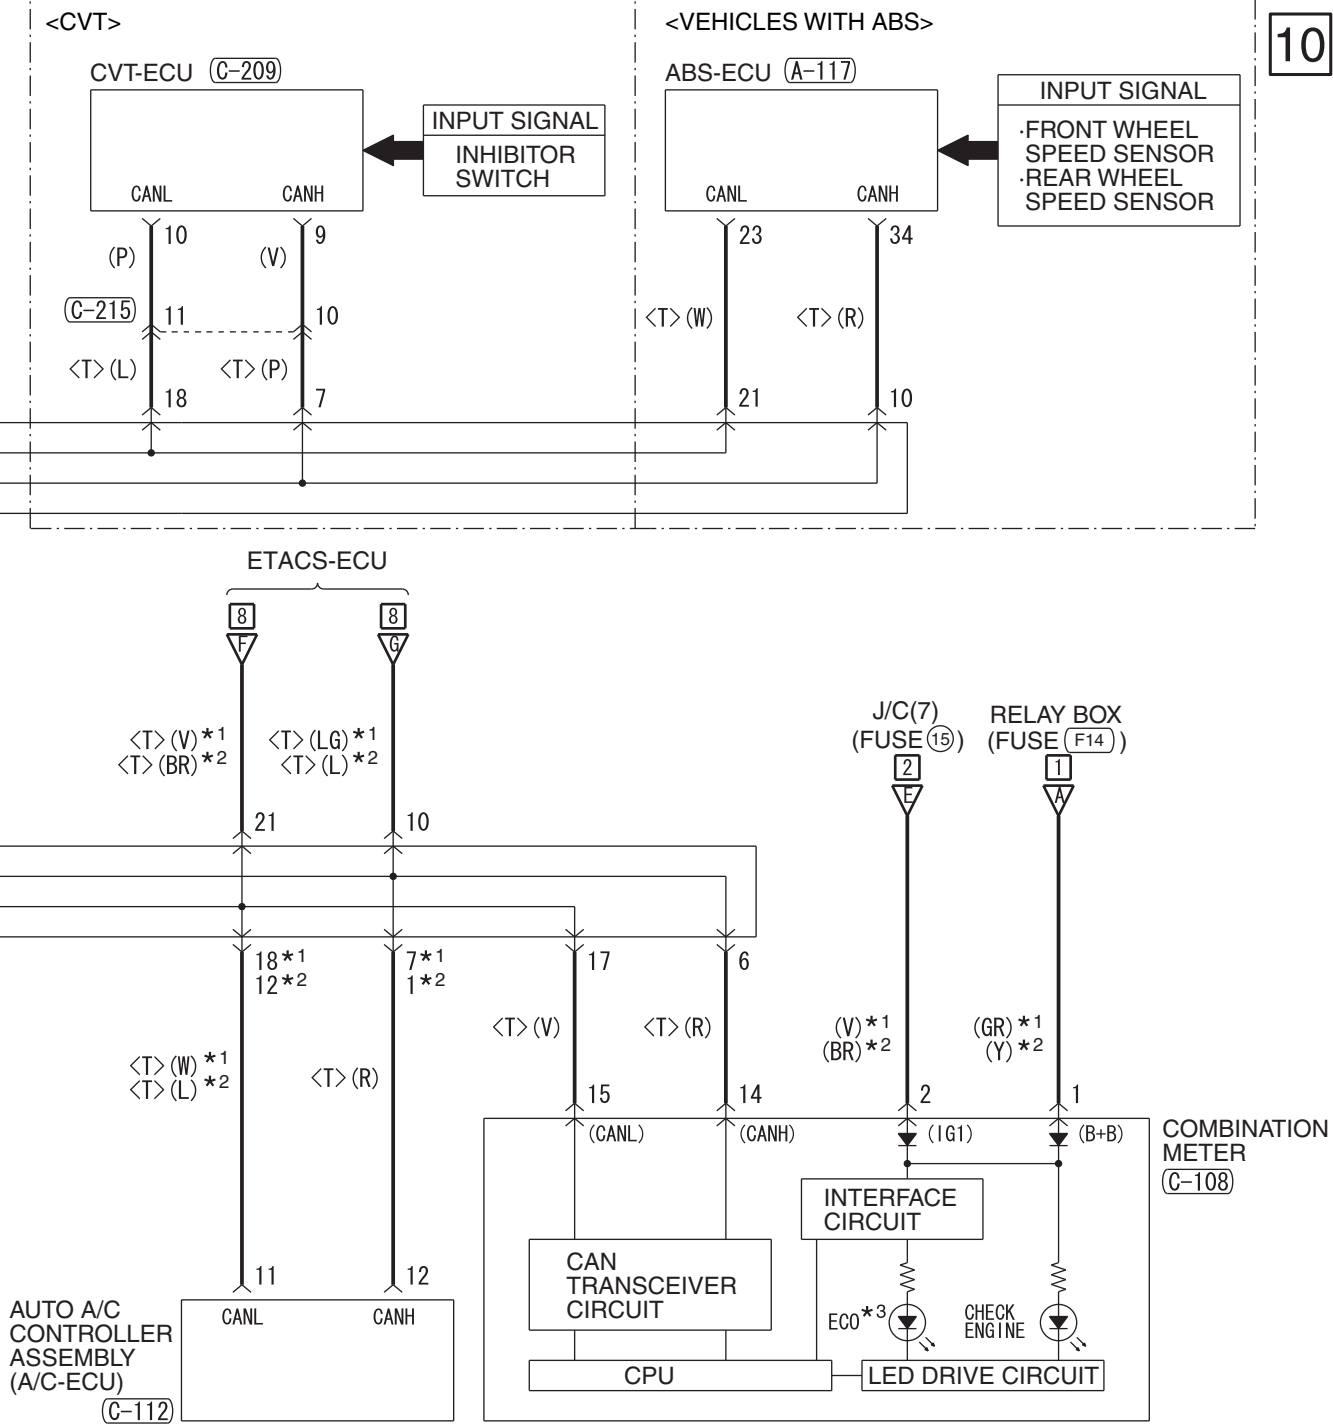 <CVT>
<VEHICLES WITH ABS>
10
CVT-ECU (C-209)
ABS-ECU (A-117)
INPUT SIGNAL
INHIBITOR
SWITCH
INPUT SIGNAL
·FRONT WHEEL
SPEED SENSOR
·REAR WHEEL
SPEED SENSOR
CANL
CANH
CANL
CANH
10
9
23
34
(P)
(V)
(C-215)
11
10
<T>(W)
<T>(R)
<T>(L)
<T>(P)
18
7
21
10
ETACS-ECU
8
8
F
G
<T>(V)*1
<T>(BR)*2
<T>(LG)*1
<T>(L)*2
J/C(7)
(FUSE 15)
2
E
RELAY BOX
(FUSE F14)
1
A
21
10
18*1
12*2
7*1
1*2
17
6
<T>(W)*1
<T>(L)*2
<T>(R)
<T>(V)
<T>(R)
(V)*1
(BR)*2
(GR)*1
(Y)*2
15
14
2
1
(CANL)
(CANH)
(IG1)
(B+B)
COMBINATION
METER
(C-108)
INTERFACE
CIRCUIT
CAN
TRANSCEIVER
CIRCUIT
11
12
AUTO A/C
CONTROLLER
ASSEMBLY
(A/C-ECU)
(C-112)
CANL
CANH
ECO*3
CHECK
ENGINE
CPU
LED DRIVE CIRCUIT